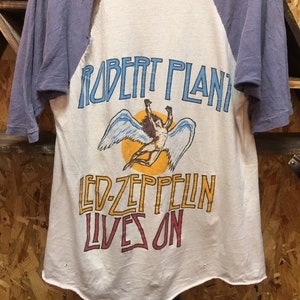 ROBERT PLANT
LED-ZEPPELIN
LIVES ON